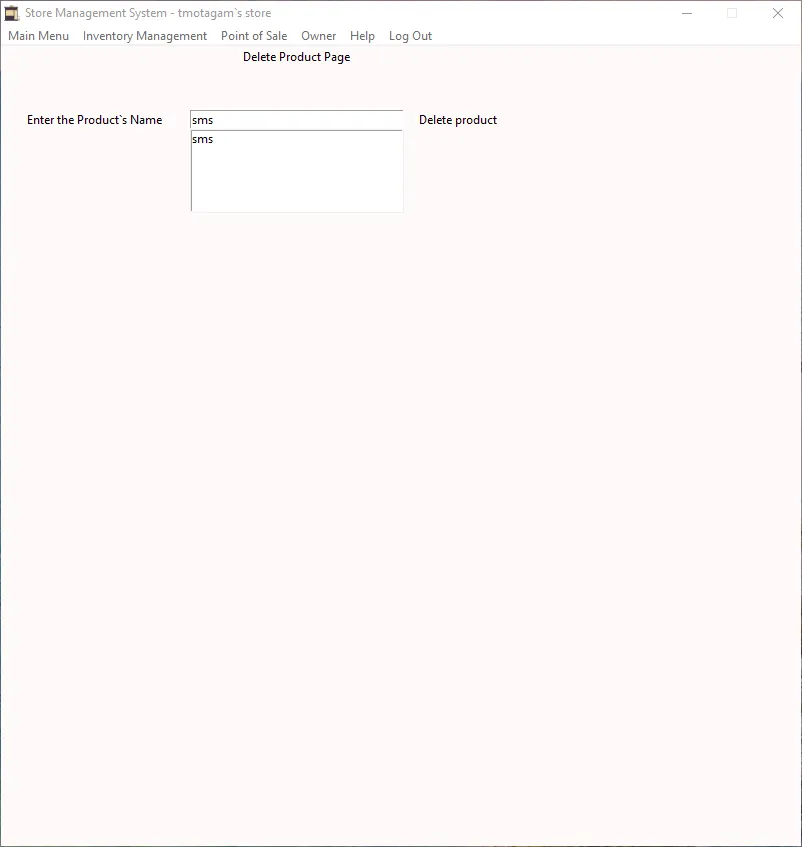 Store Management System - tmotagam`s store
Main Menu Inventory Management Point of Sale Owner Help Log Out
Delete Product Page
Enter the Product`s Name sms Delete product
sms